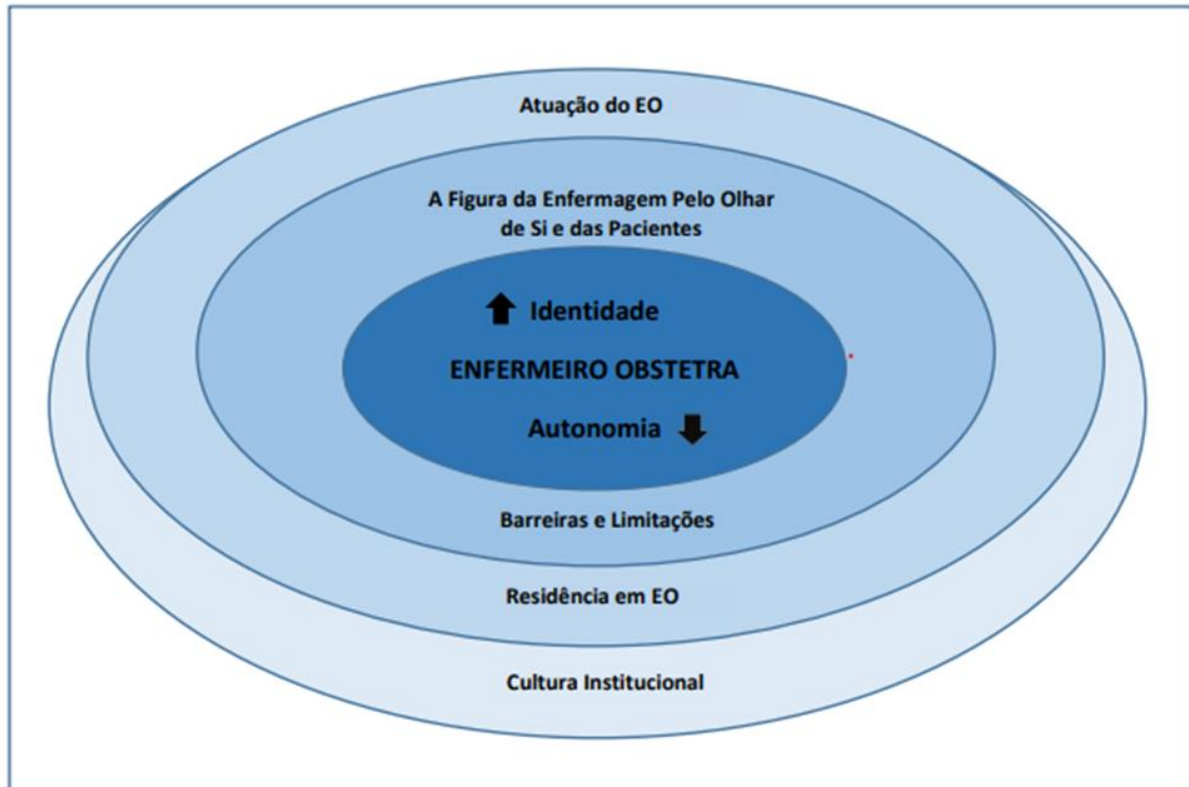 Atuação do EO
A Figura da Enfermagem Pelo Olhar
de Si e das Pacientes
Identidade
ENFERMEIRO OBSTETRA
Autonomia
Barreiras e Limitações
Residência em EO
Cultura Institucional